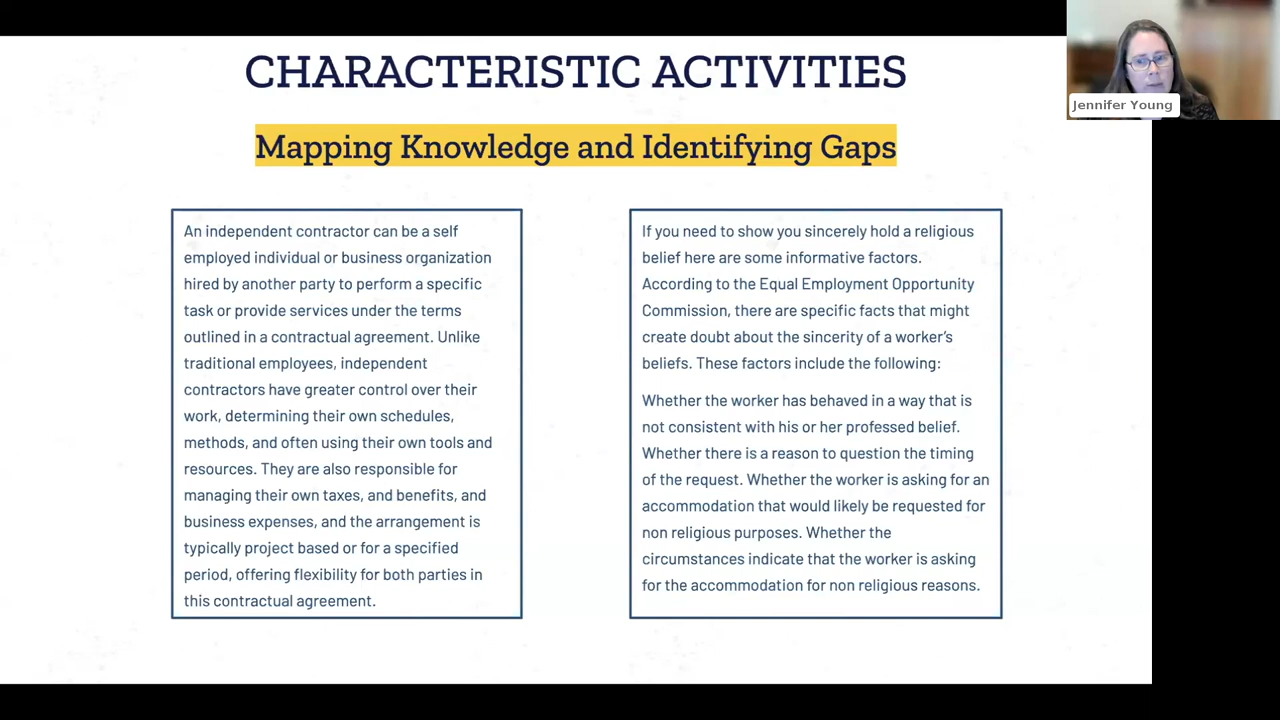 CHARACTERISTIC ACTIVITIES
Jennifer Young
Mapping Knowledge and Identifying Gaps
An independent contractor can be a self
employed individual or business organization
hired by another party to perform a specific
task or provide services under the terms
outlined in a contractual agreement. Unlike
traditional employees, independent
contractors have greater control over their
work, determining their own schedules,
methods, and often using their own tools and
resources. They are also responsible for
managing their own taxes, and benefits, and
business expenses, and the arrangement is
typically project based or for a specified
period, offering flexibility for both parties in
this contractual agreement.
If you need to show you sincerely hold a religious
belief here are some informative factors.
According to the Equal Employment Opportunity
Commission, there are specific facts that might
create doubt about the sincerity of a worker's
beliefs. These factors include the following:
Whether the worker has behaved in a way that is
not consistent with his or her professed belief.
Whether there is a reason to question the timing
of the request. Whether the worker is asking for an
accommodation that would likely be requested for
non religious purposes. Whether the
circumstances indicate that the worker is asking
for the accommodation for non religious reasons.